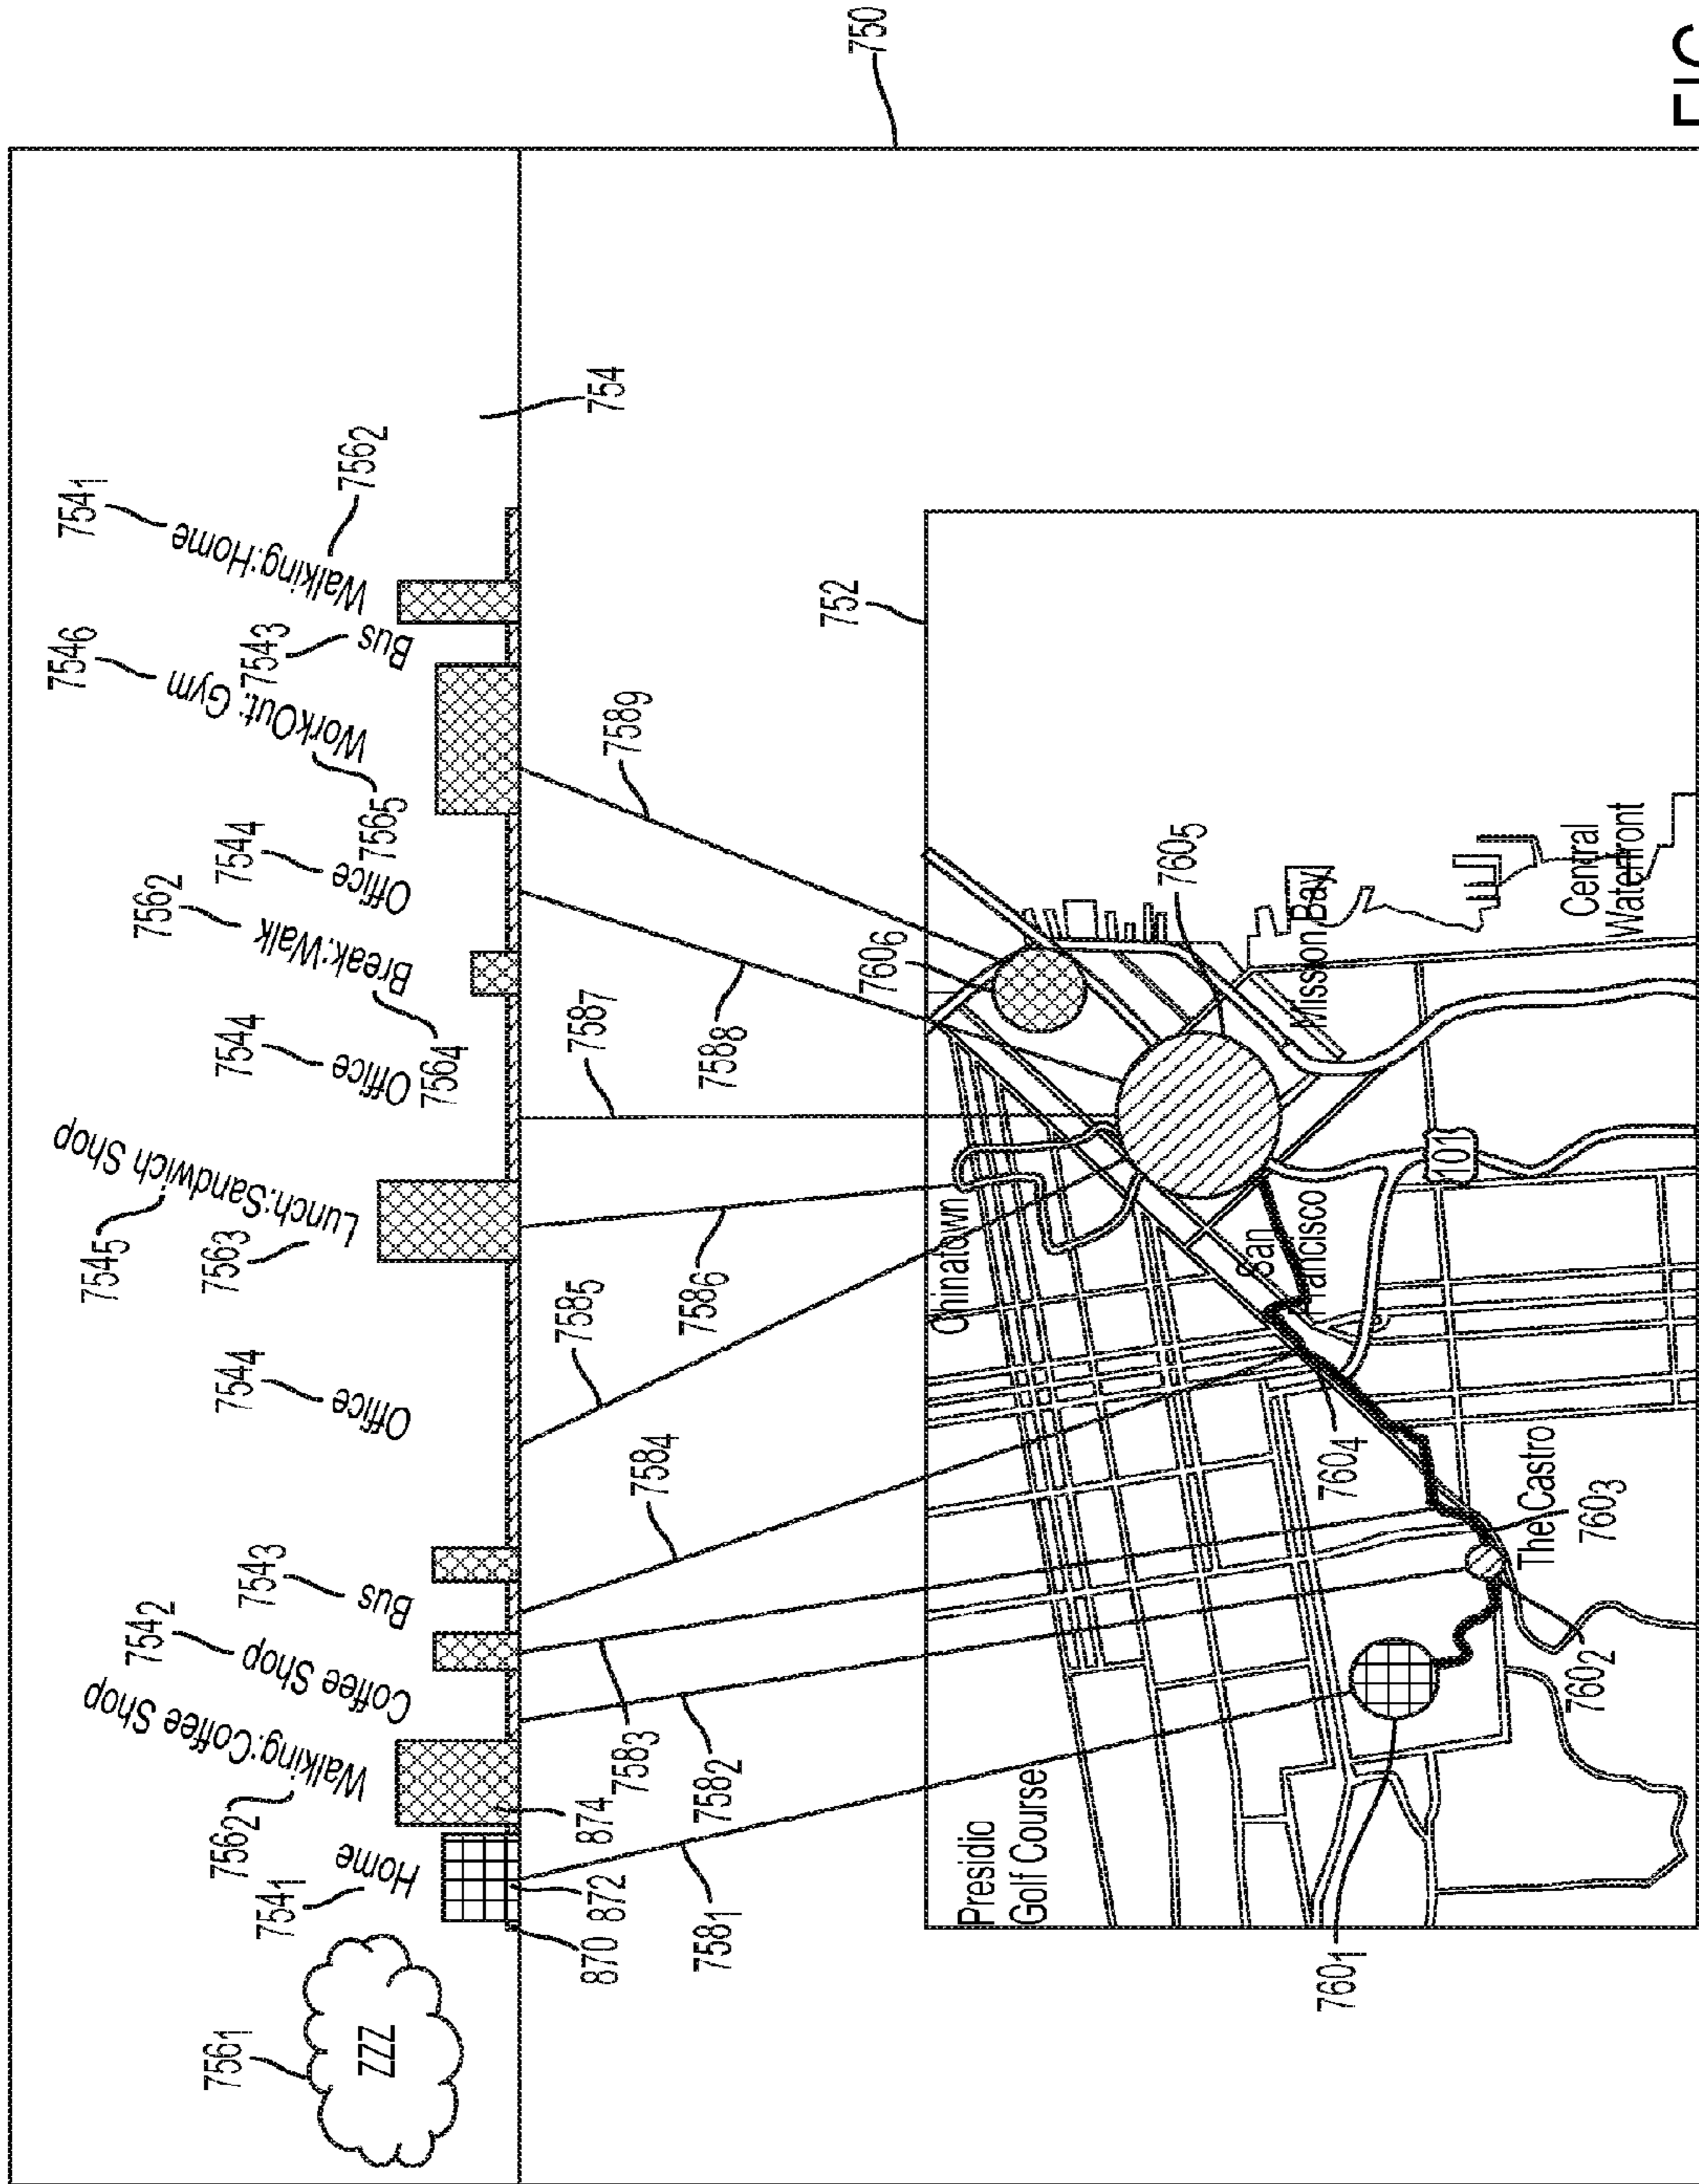 750
754₁
756₂
Walking:Home
754₆
754₃
Bus
WorkOut: Gym
756₅
754₄
Office
756₂
Break:Walk
756₄
754₄
Office
754₅
Lunch:Sandwich Shop
756₃
754₄
Office
754₃
Bus
754₂
Coffee Shop
Walking:Coffee Shop
756₂
754₁
Home
756₁
ZZZ
754
874
872
870
758₁
758₂
758₃
758₄
758₅
758₆
758₇
758₈
758₉
752
Presidio
Golf Course
Chinatown
San
Francisco
101
Mission Bay
Central
Waterfront
The Castro
760₁
760₂
760₃
760₄
760₅
760₆